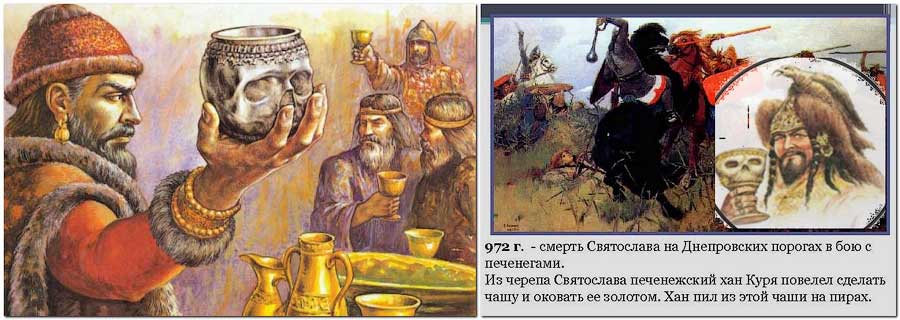 972 г. - смерть Святослава на Днепровских порогах в бою с
печенегами.
Из черепа Святослава печенежский хан Куря повелел сделать
чашу и оковать ее золотом. Хан пил из этой чаши на пирах.